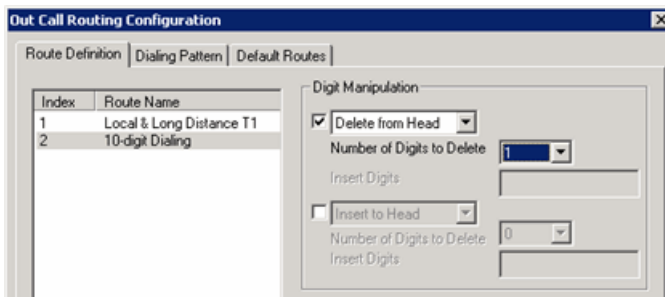 Out Call Routing Configuration
Route Definition Dialing Pattern Default Routes
Index Route Name
1 Local & Long Distance T1
2 10-digit Dialing
Digit Manipulation
Delete from Head
Number of Digits to Delete 1
Insert Digits
Insert to Head
Number of Digits to Delete 0
Insert Digits